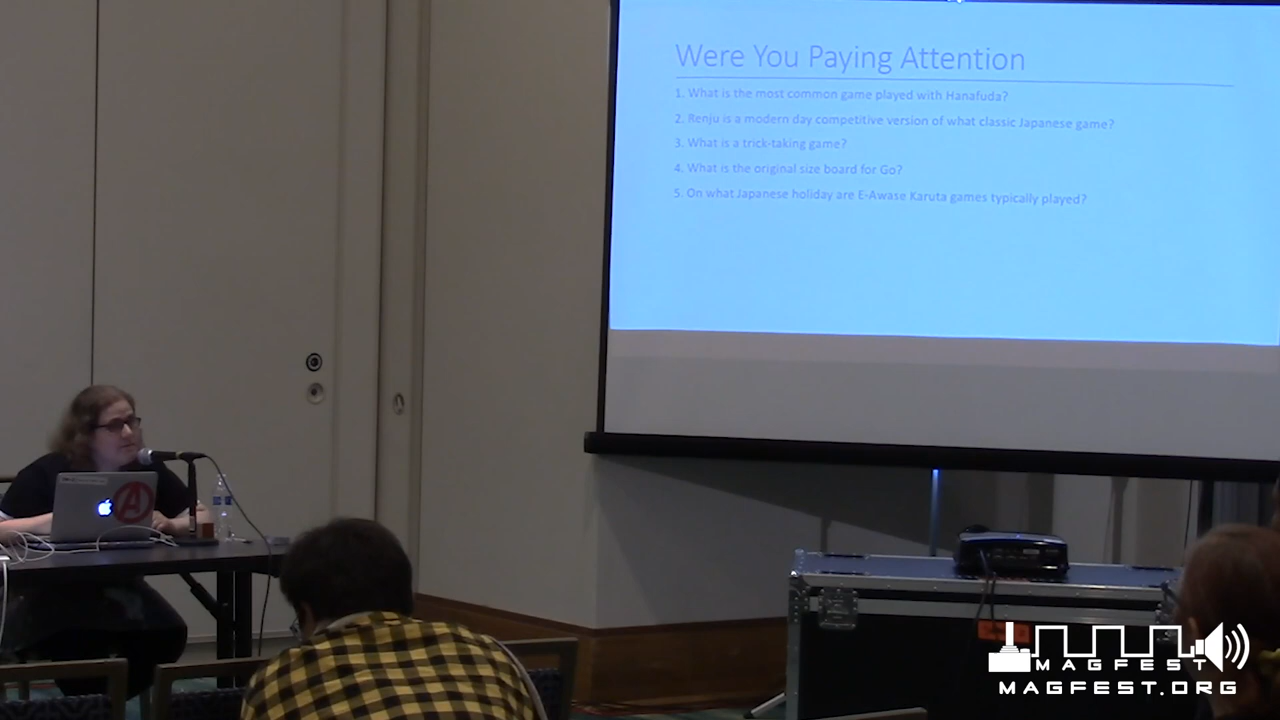 Were You Paying Attention
1. What is the most common game played with Hanafuda?
2. Renju is a modern day competitive version of what classic Japanese game?
3. What is a trick-taking game?
4. What is the original size board for Go?
5. On what Japanese holiday are E-Awase Karuta games typically played?
MAGFEST
MAGFEST.ORG